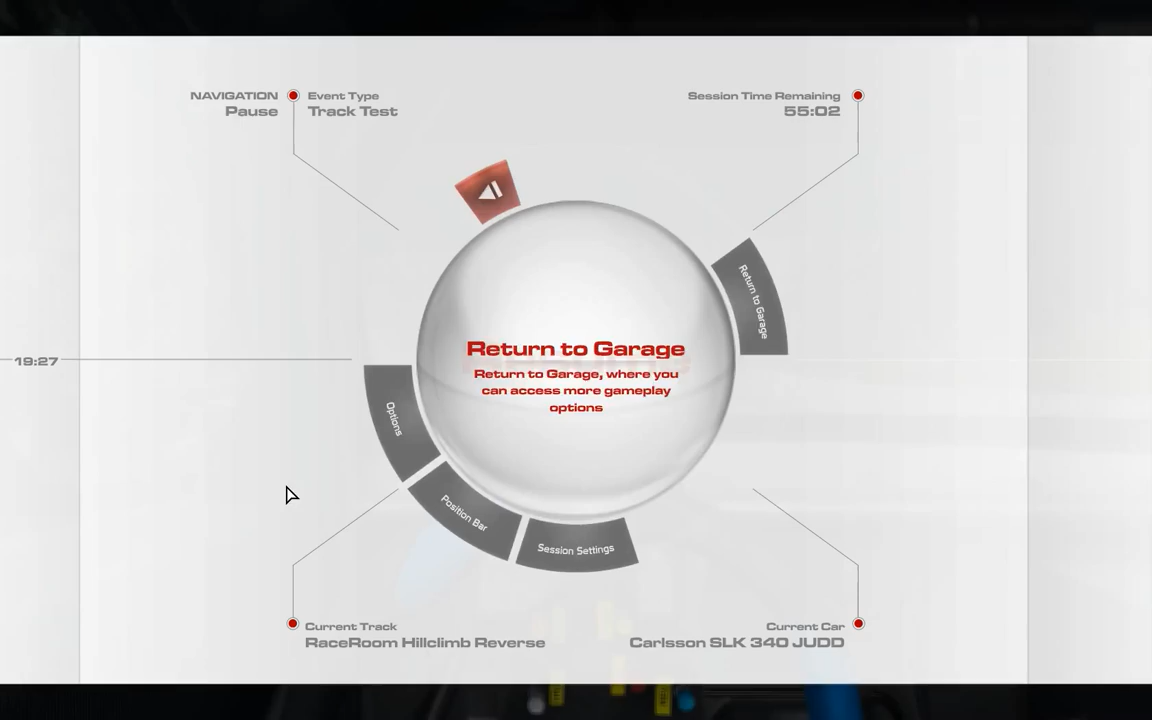 NAVIGATION
Pause
Event Type
Track Test
Session Time Remaining
55:02
Return to Garage
19:27
Return to Garage
Return to Garage, where you
can access more gameplay
options
Options
Position Bar
Session Settings
Current Track
RaceRoom Hillclimb Reverse
Current Car
Carlsson SLK 340 JUDD